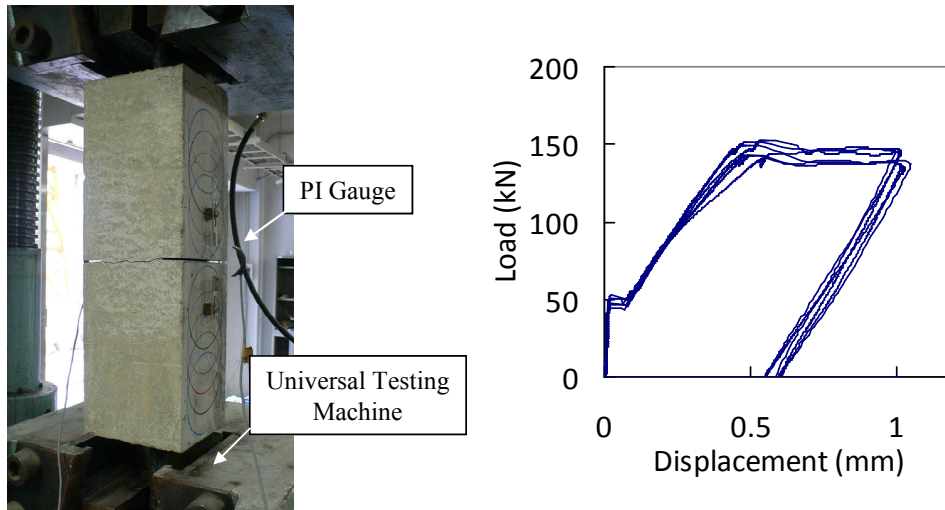 PI Gauge
Universal Testing
Machine
200
150
100
50
0
0
0.5
1
Load (kN)
Displacement (mm)